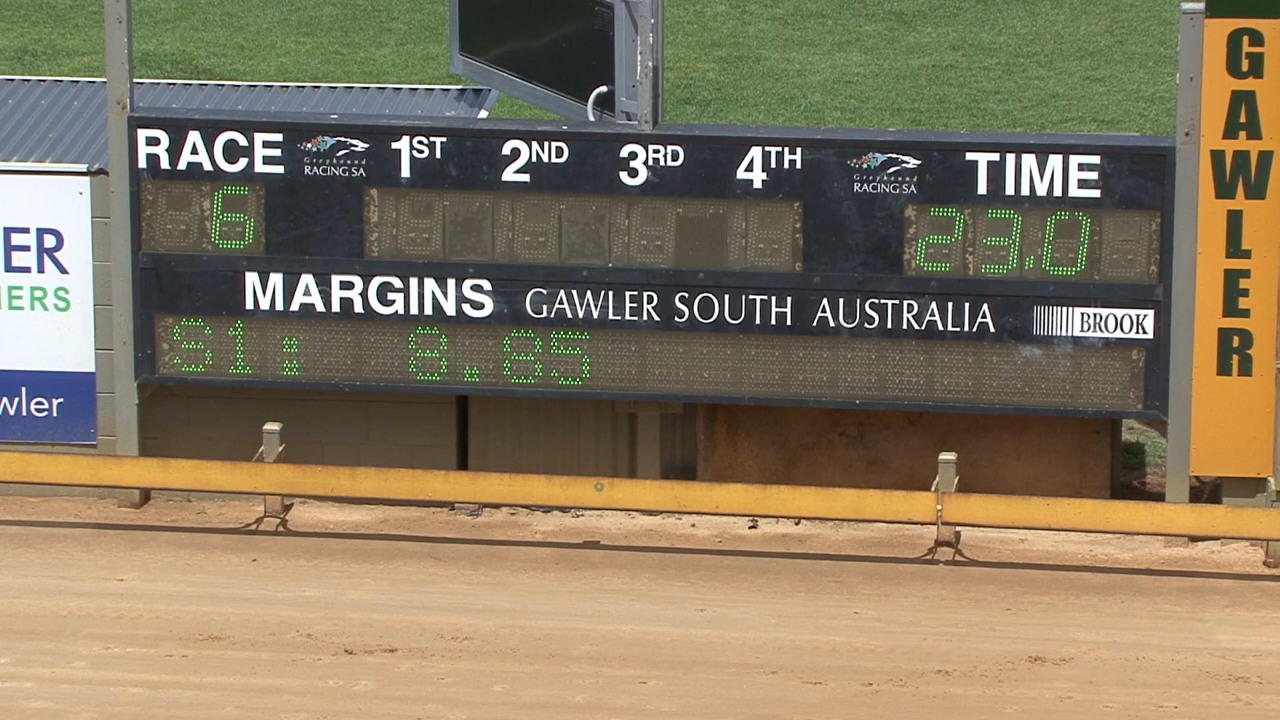 RACE
Greyhound
RACING SA
1ST 2ND 3RD 4TH
Greyhound
RACING SA
TIME
6
23.0
MARGINS
GAWLER SOUTH AUSTRALIA
BROOK
S1: 8.85
GAWLER
ER
NERS
wler